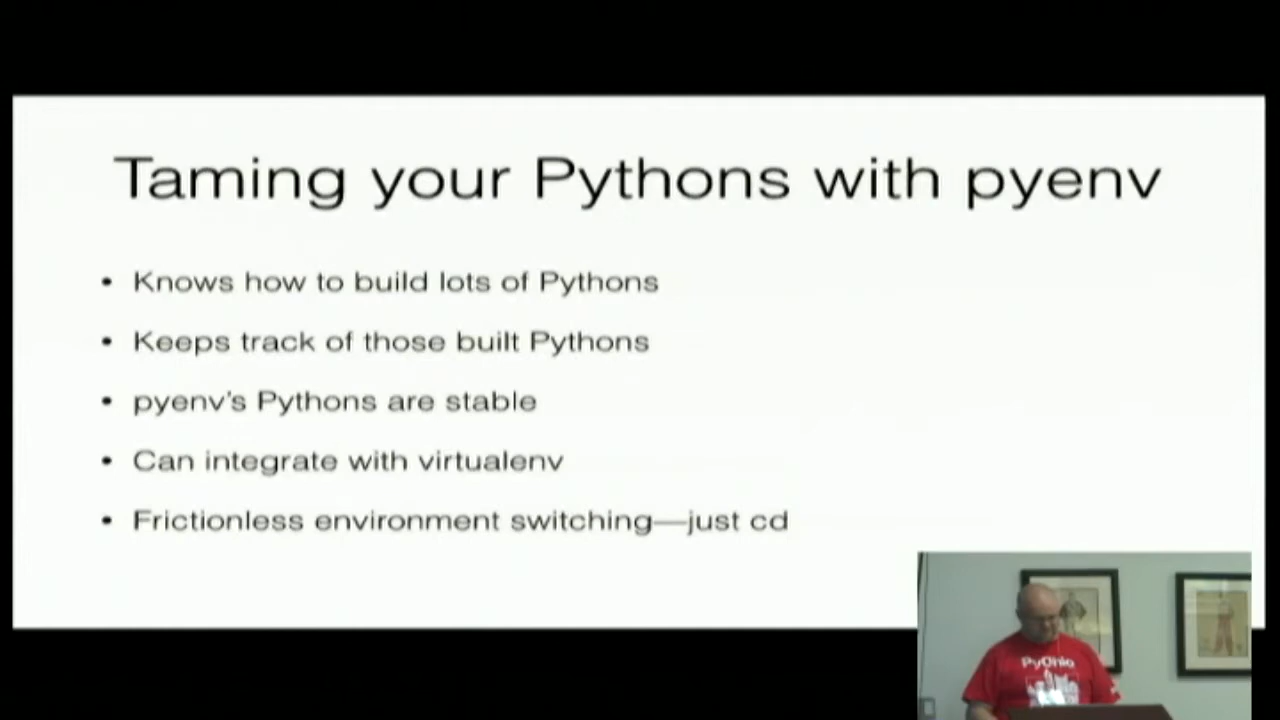 Taming your Pythons with pyenv
• Knows how to build lots of Pythons
• Keeps track of those built Pythons
• pyenv's Pythons are stable
• Can integrate with virtualenv
• Frictionless environment switching—just cd
PyOhio